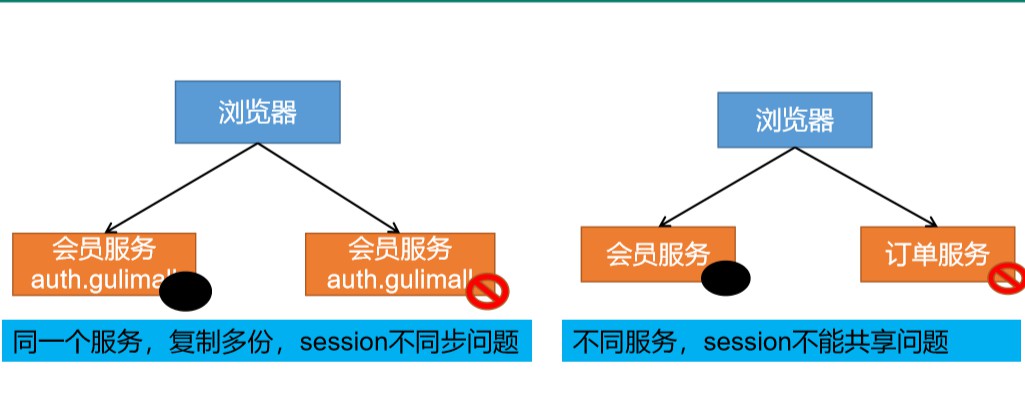 浏览器
会员服务
auth.gulimall
会员服务
auth.gulimall
同一个服务，复制多份，session不同步问题
浏览器
会员服务
订单服务
不同服务，session不能共享问题